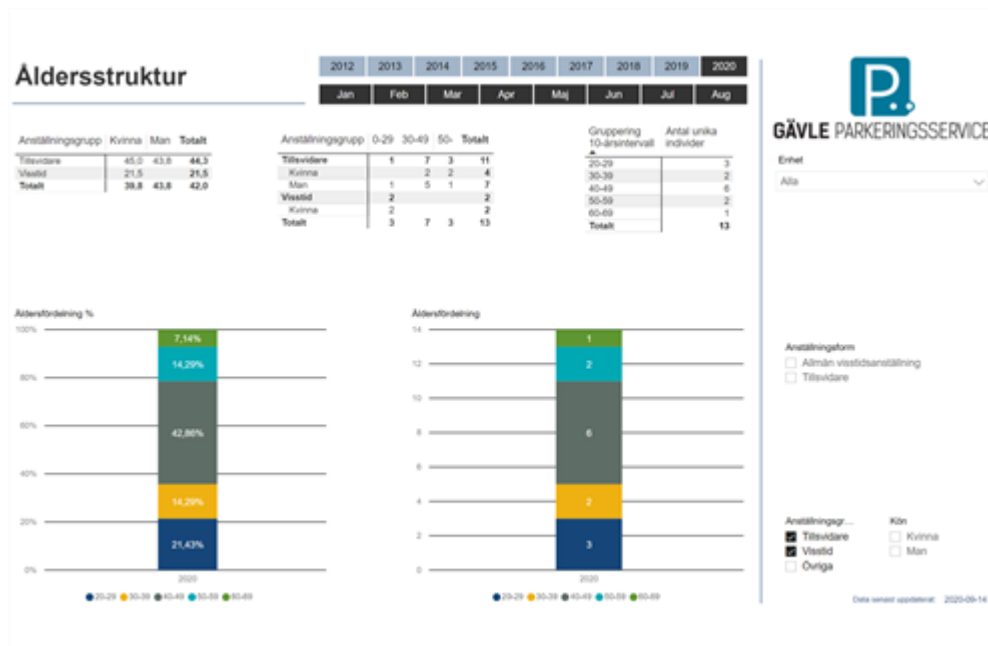 Åldersstruktur
2012 2013 2014 2015 2016 2017 2018 2019 2020
Jan Feb Mar Apr Maj Jun Jul Aug
P
GÄVLE PARKERINGSSERVICE
Enhet
Alla
Anställningsgrupp Kvinna Man Totalt
Tillsvidare 45,0 43,8 44,3
Visstid 21,5 21,5
Totalt 39,8 43,8 42,0
Anställningsgrupp 0-29 30-49 50- Totalt
Tillsvidare 1 7 3 11
Kvinna 2 2 4
Man 1 5 1 7
Visstid 2 2
Kvinna 2 2
Totalt 3 7 3 13
Gruppering 10-årsintervall Antal unika individer
20-29 3
30-39 2
40-49 6
50-59 2
60-69 1
Totalt 13
Åldersfördelning %
100%
80%
60%
40%
20%
0%
7,14%
14,29%
42,86%
14,29%
21,43%
2020
20-29 30-39 40-49 50-59 60-69
Åldersfördelning
14
12
10
8
6
4
2
0
1
2
6
2
3
2020
20-29 30-39 40-49 50-59 60-69
Anställningsform
Allmän visstidsanställning
Tillsvidare
Anställningsgr... Kön
Tillsvidare Kvinna
Visstid Man
Övriga
Data senast uppdaterat: 2020-09-14